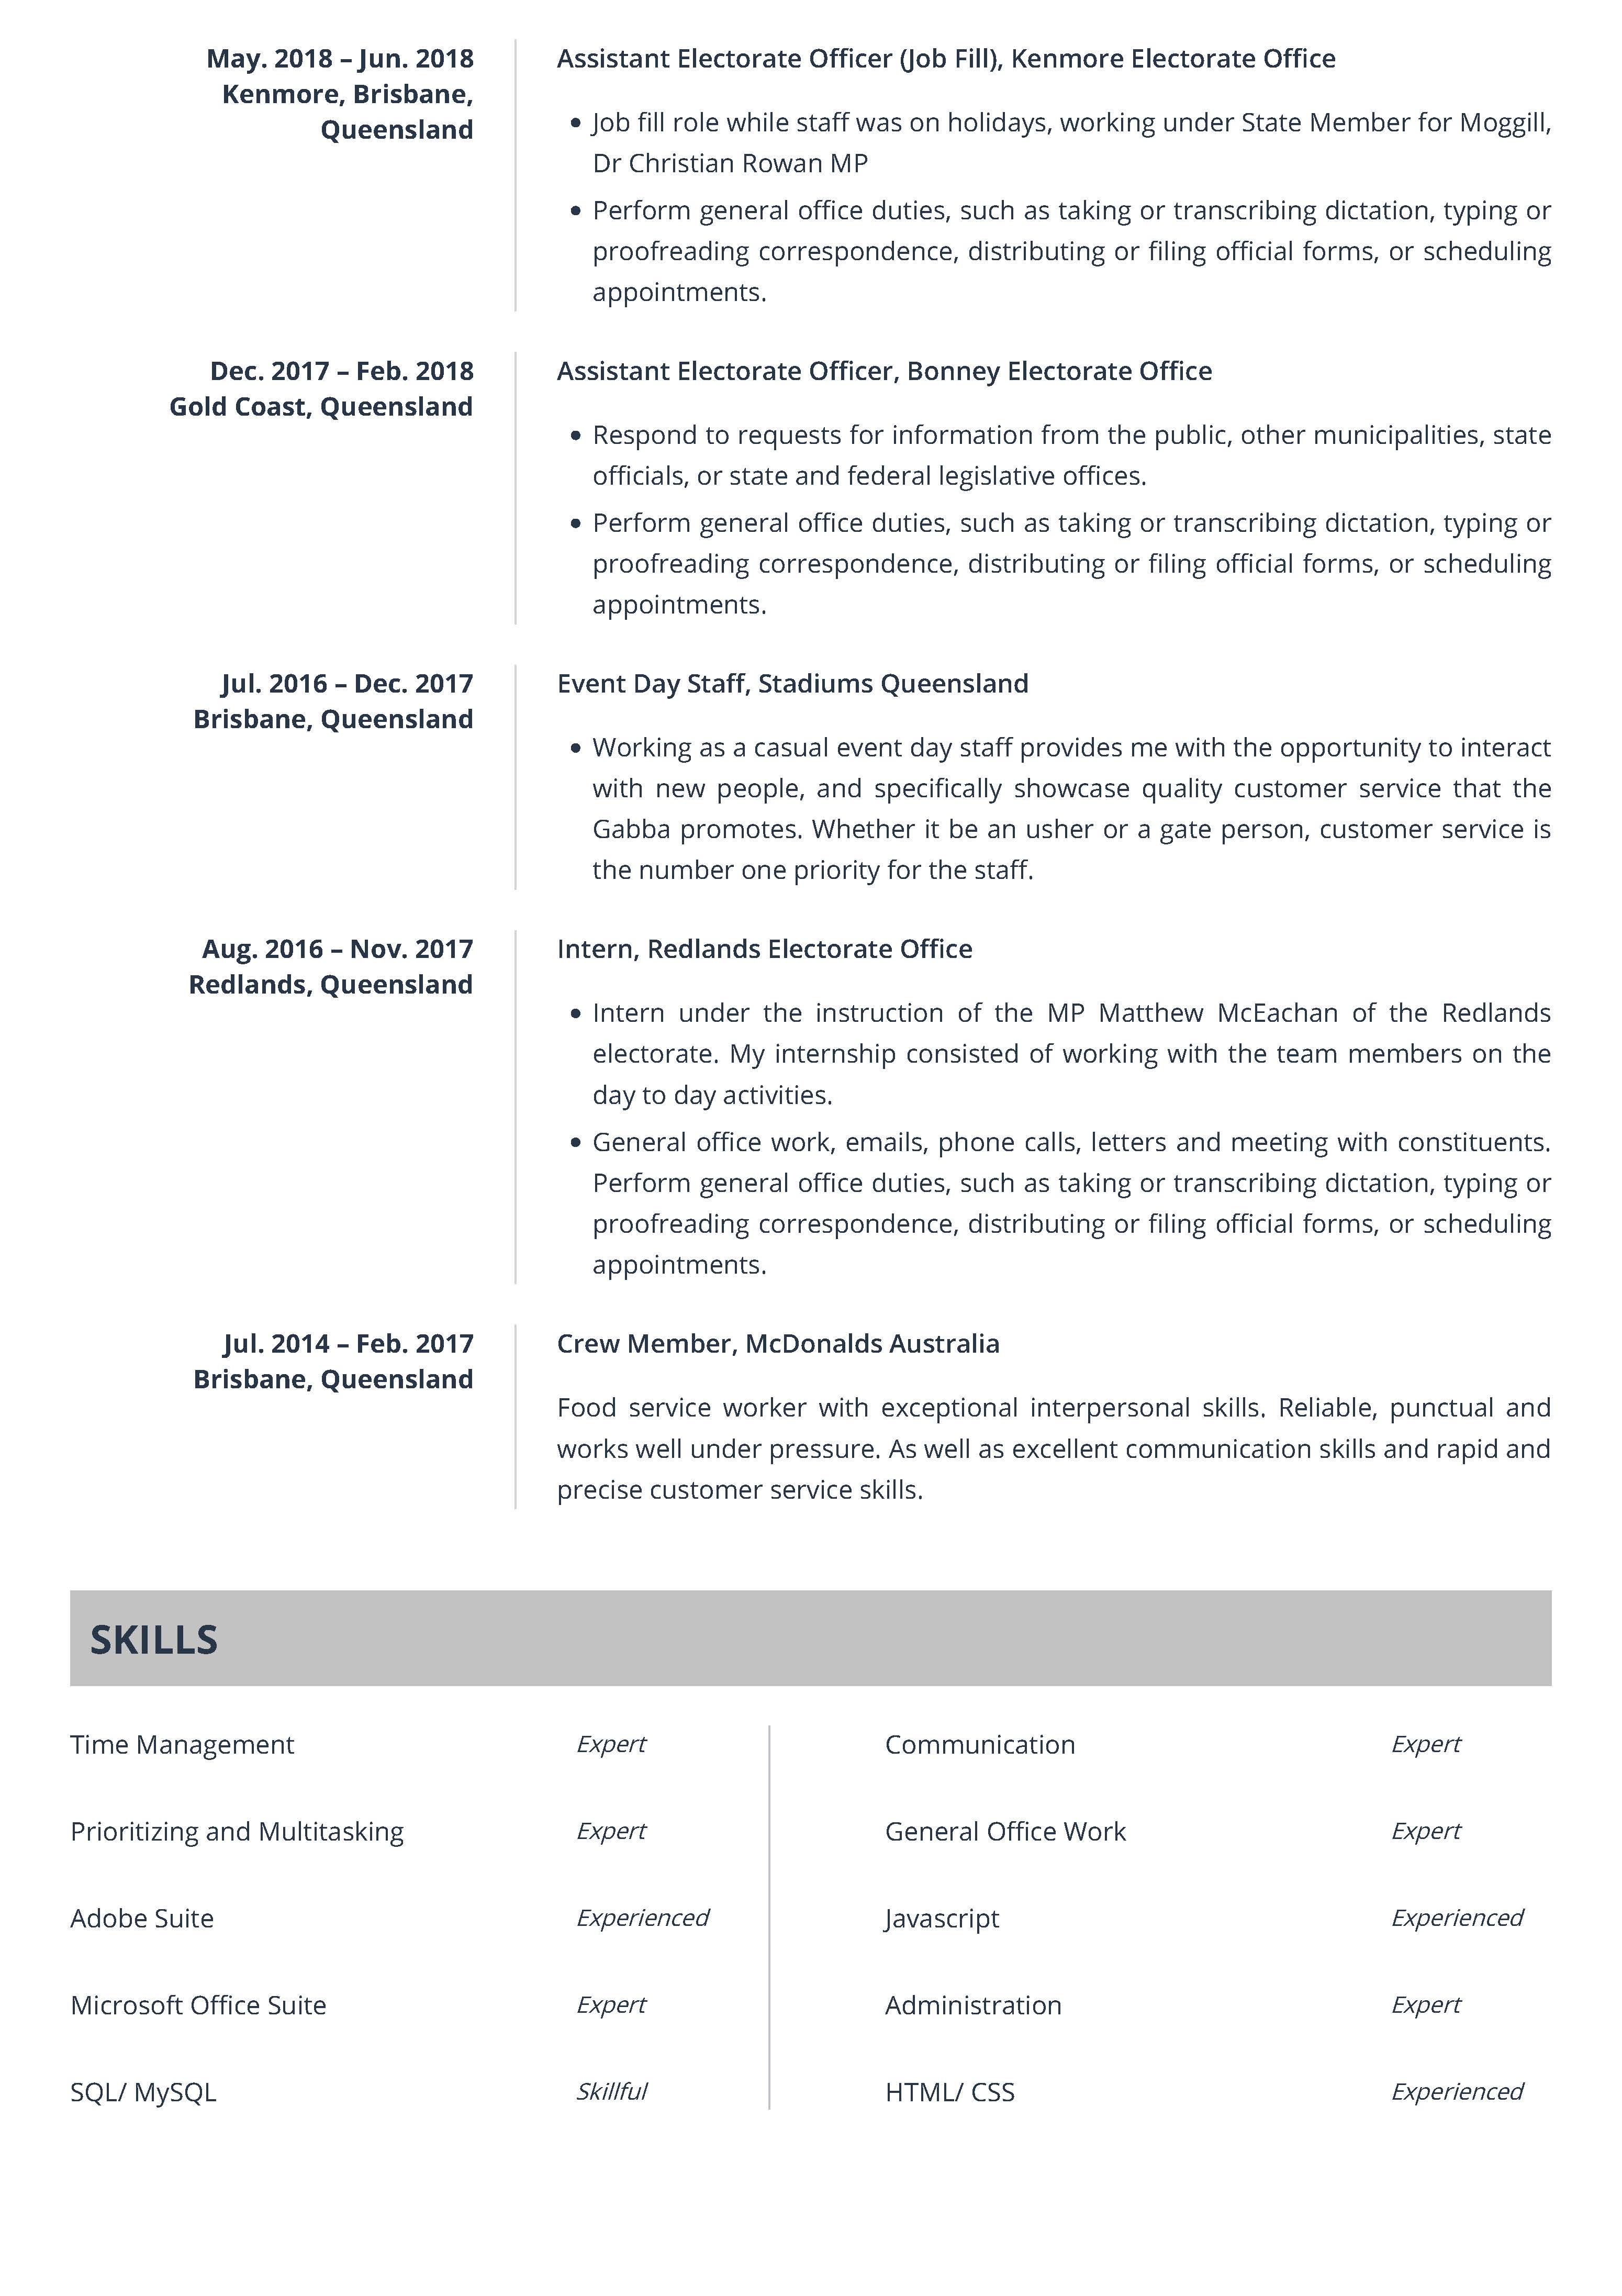 May. 2018 – Jun. 2018
Kenmore, Brisbane,
Queensland
Assistant Electorate Officer (Job Fill), Kenmore Electorate Office
• Job fill role while staff was on holidays, working under State Member for Moggill,
Dr Christian Rowan MP
• Perform general office duties, such as taking or transcribing dictation, typing or
proofreading correspondence, distributing or filing official forms, or scheduling
appointments.
Dec. 2017 – Feb. 2018
Gold Coast, Queensland
Assistant Electorate Officer, Bonney Electorate Office
• Respond to requests for information from the public, other municipalities, state
officials, or state and federal legislative offices.
• Perform general office duties, such as taking or transcribing dictation, typing or
proofreading correspondence, distributing or filing official forms, or scheduling
appointments.
Jul. 2016 – Dec. 2017
Brisbane, Queensland
Event Day Staff, Stadiums Queensland
• Working as a casual event day staff provides me with the opportunity to interact
with new people, and specifically showcase quality customer service that the
Gabba promotes. Whether it be an usher or a gate person, customer service is
the number one priority for the staff.
Aug. 2016 – Nov. 2017
Redlands, Queensland
Intern, Redlands Electorate Office
• Intern under the instruction of the MP Matthew McEachan of the Redlands
electorate. My internship consisted of working with the team members on the
day to day activities.
• General office work, emails, phone calls, letters and meeting with constituents.
Perform general office duties, such as taking or transcribing dictation, typing or
proofreading correspondence, distributing or filing official forms, or scheduling
appointments.
Jul. 2014 – Feb. 2017
Brisbane, Queensland
Crew Member, McDonalds Australia
Food service worker with exceptional interpersonal skills. Reliable, punctual and
works well under pressure. As well as excellent communication skills and rapid and
precise customer service skills.
SKILLS
Time Management Expert Communication Expert
Prioritizing and Multitasking Expert General Office Work Expert
Adobe Suite Experienced Javascript Experienced
Microsoft Office Suite Expert Administration Expert
SQL/ MySQL Skillful HTML/ CSS Experienced